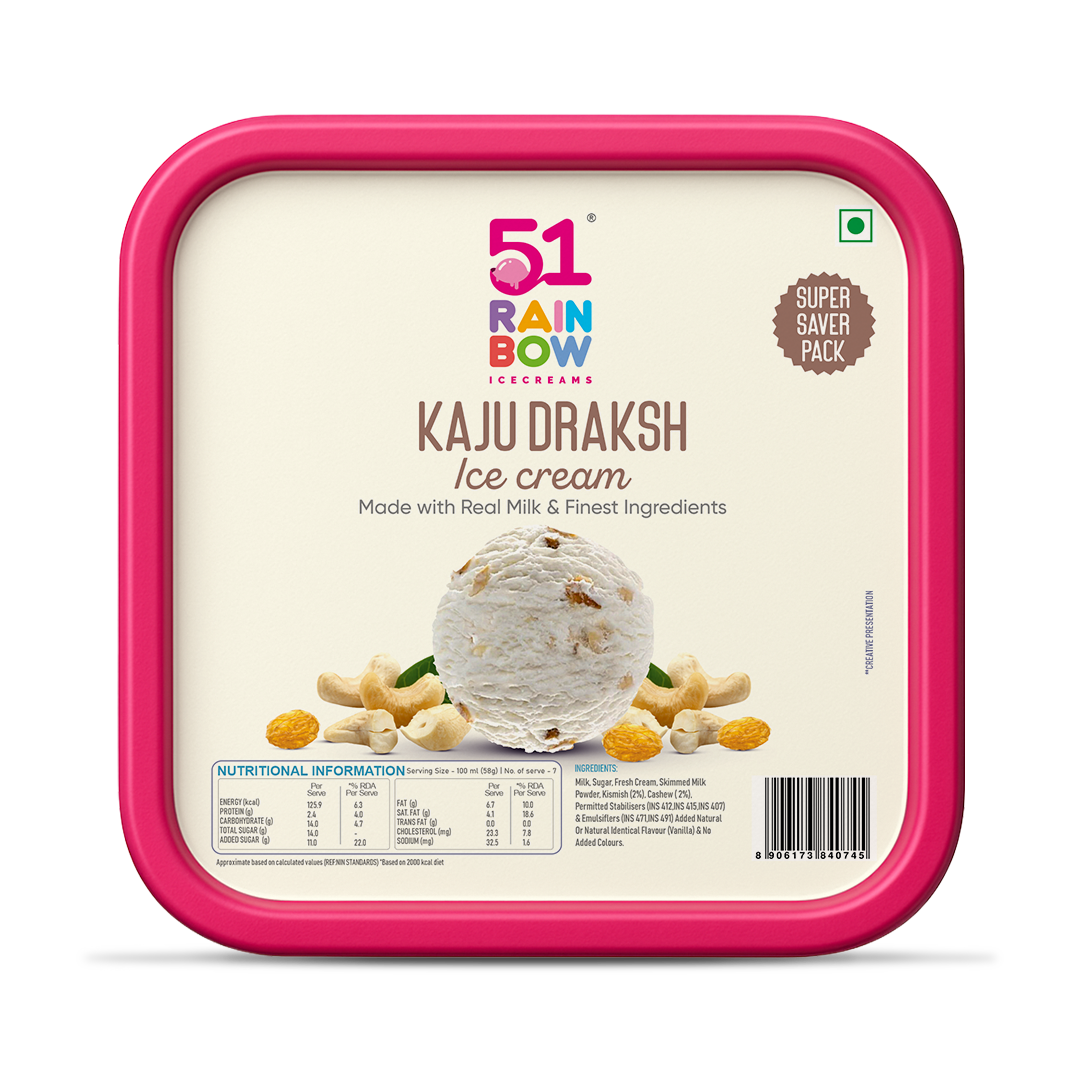 51
®
RAIN
BOW
ICECREAMS
SUPER
SAVER
PACK
KAJU DRAKSH
Ice cream
Made with Real Milk & Finest Ingredients
**CREATIVE PRESENTATION
NUTRITIONAL INFORMATION Serving Size - 100 ml (58g) | No. of serve - 7
Per Serve *% RDA Per Serve
ENERGY (kcal) 125.9 6.3
PROTEIN (g) 2.4 4.0
CARBOHYDRATE (g) 14.0 4.7
TOTAL SUGAR (g) 14.0 -
ADDED SUGAR (g) 11.0 22.0
Per Serve *% RDA Per Serve
FAT (g) 6.7 10.0
SAT. FAT (g) 4.1 18.6
TRANS FAT (g) 0.0 0.0
CHOLESTEROL (mg) 23.3 7.8
SODIUM (mg) 32.5 1.6
Approximate based on calculated values (REF:NIN STANDARDS) *Based on 2000 kcal diet
INGREDIENTS:
Milk, Sugar, Fresh Cream, Skimmed Milk
Powder, Kismish (2%), Cashew ( 2%),
Permitted Stabilisers (INS 412,INS 415,INS 407)
& Emulsiflers (INS 471,INS 491) Added Natural
Or Natural Identical Flavour (Vanilla) & No
Added Colours.
8 906173 840745